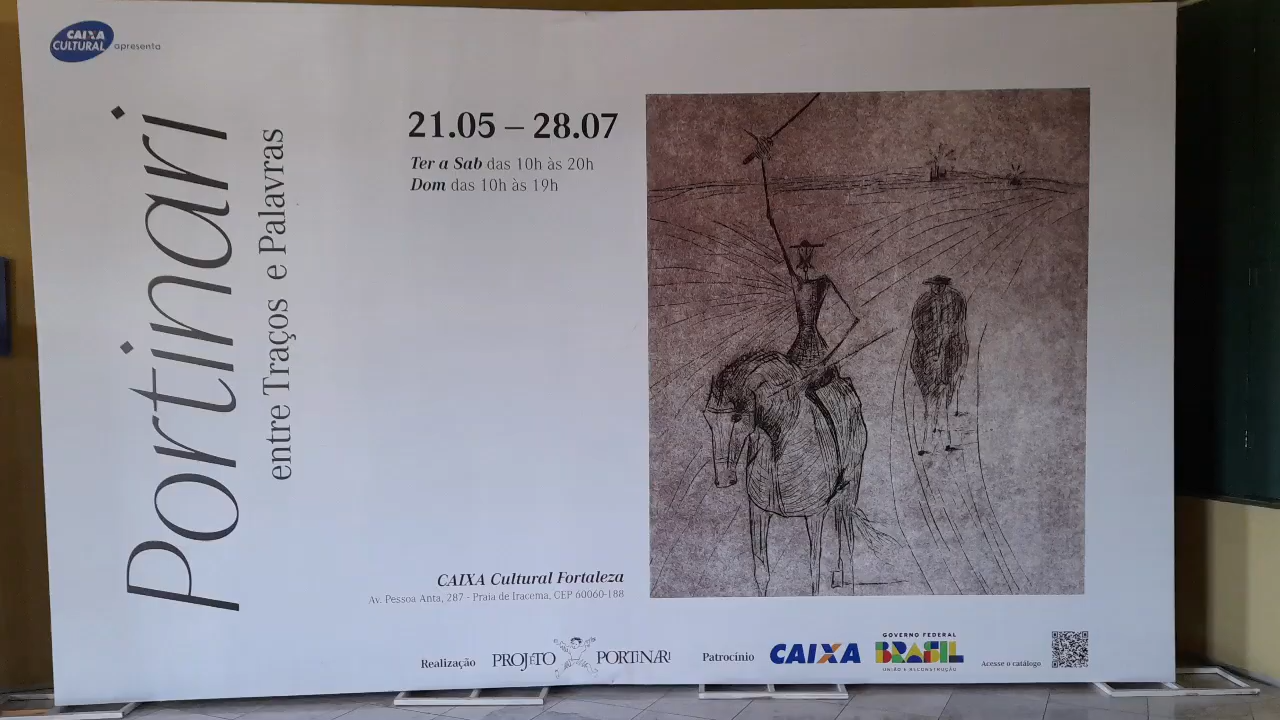 CAIXA
CULTURAL
apresenta
Portinari
entre Traços e Palavras
21.05 – 28.07
Ter a Sab das 10h às 20h
Dom das 10h às 19h
CAIXA Cultural Fortaleza
Av. Pessoa Anta, 287 - Praia de Iracema, CEP 60060-188
Realização
PROJETO PORTINARI
Patrocínio
CAIXA
GOVERNO FEDERAL
BRASIL
UNIÃO E RECONSTRUÇÃO
Acesse o catálogo